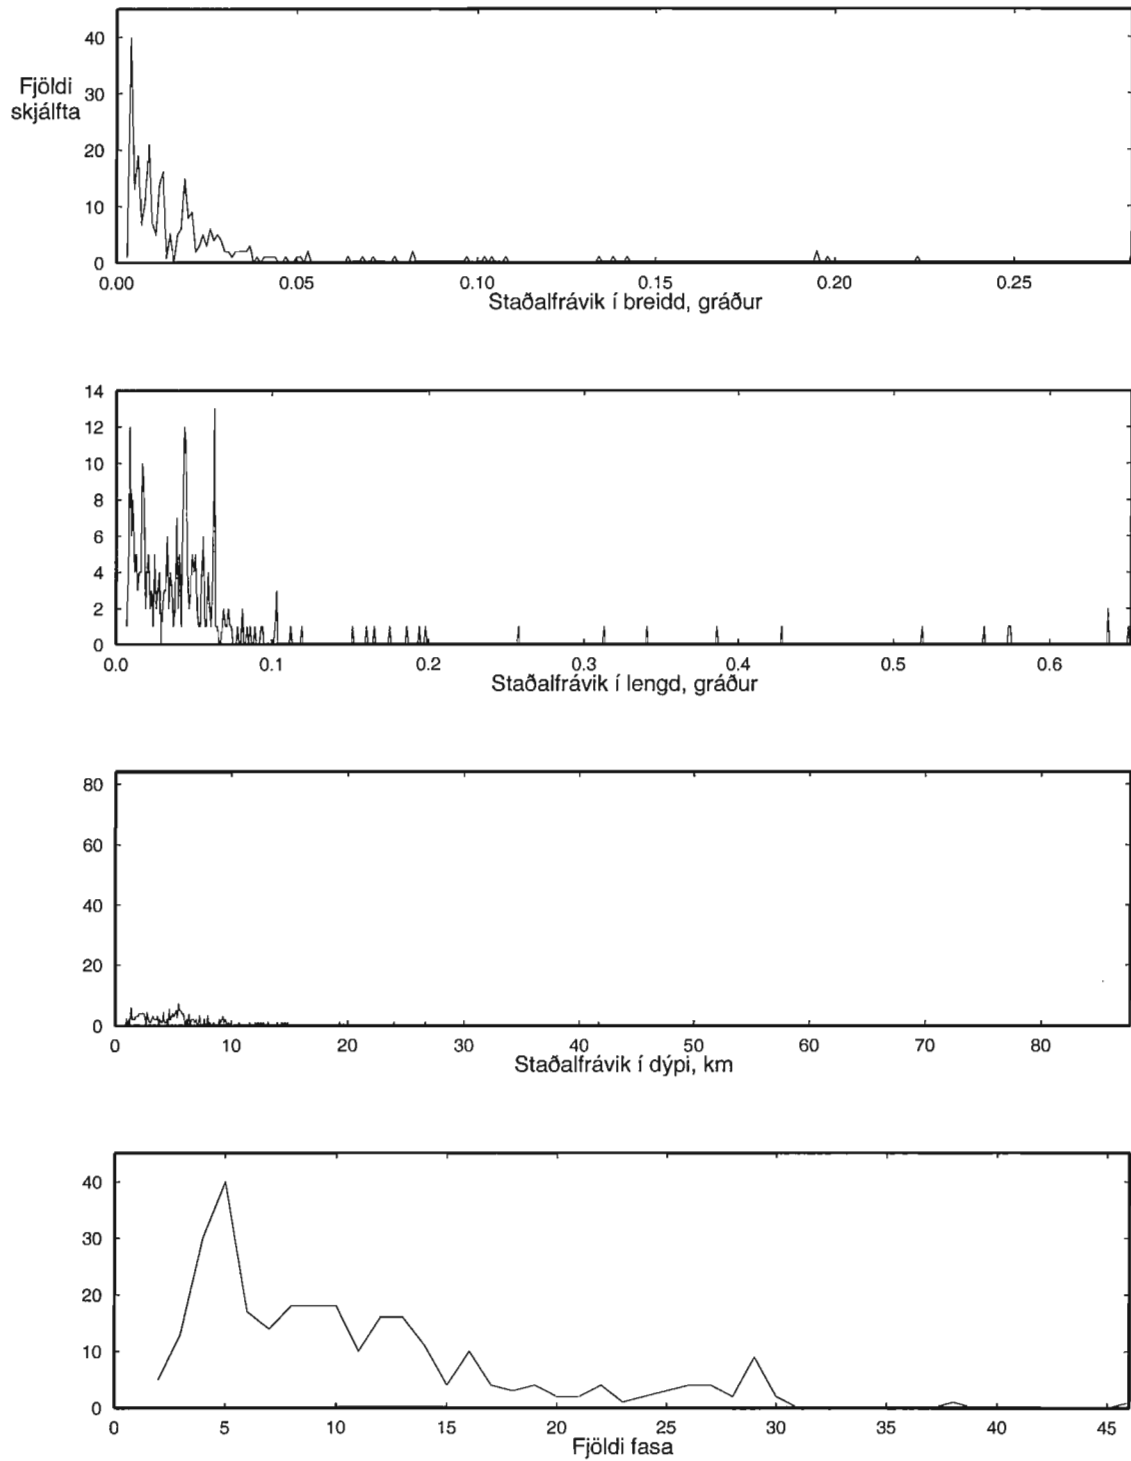 40
Fjöldi
skjálfta
30
20
10
0
0.00 0.05 0.10 0.15 0.20 0.25
Staðalfrávik í breidd, gráður
14
12
10
8
6
4
2
0
0.0 0.1 0.2 0.3 0.4 0.5 0.6
Staðalfrávik í lengd, gráður
80
60
40
20
0
0 10 20 30 40 50 60 70 80
Staðalfrávik í dýpi, km
40
30
20
10
0
0 5 10 15 20 25 30 35 40 45
Fjöldi fasa